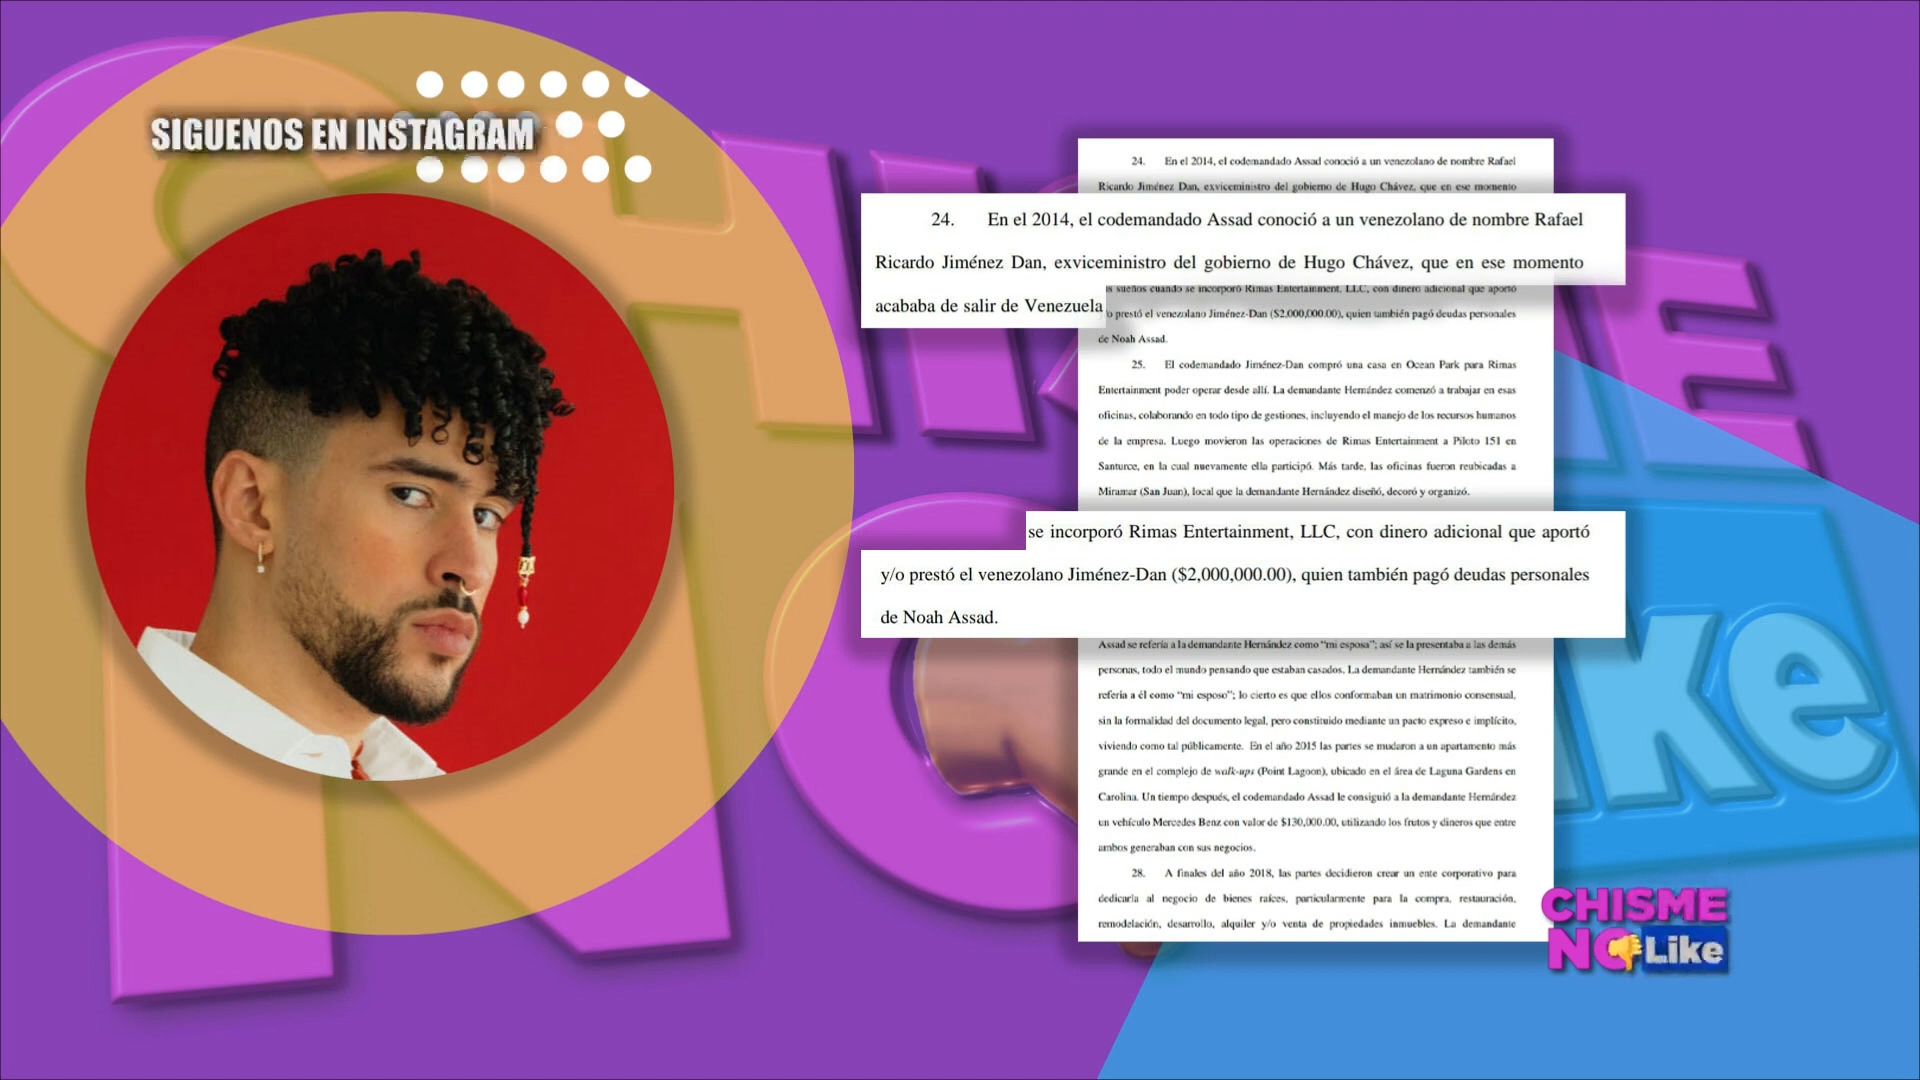 SIGUENOS EN INSTAGRAM
24. En el 2014, el codemandado Assad conoció a un venezolano de nombre Rafael
Ricardo Jiménez Dan, exviceministro del gobierno de Hugo Chávez, que en ese momento
24. En el 2014, el codemandado Assad conoció a un venezolano de nombre Rafael
Ricardo Jiménez Dan, exviceministro del gobierno de Hugo Chávez, que en ese momento
acababa de salir de Venezuela
sueños cuando se incorporó Rimas Entertainment, LLC, con dinero adicional que aportó
prestó el venezolano Jiménez-Dan ($2,000,000.00), quien también pagó deudas personales
de Noah Assad.
25. El codemandado Jiménez-Dan compró una casa en Ocean Park para Rimas
Entertainment poder operar desde allí. La demandante Hernández comenzó a trabajar en esas
oficinas, colaborando en todo tipo de gestiones, incluyendo el manejo de los recursos humanos
de la empresa. Luego movieron las operaciones de Rimas Entertainment a Piloto 151 en
Santurce, en la cual nuevamente ella participó. Más tarde, las oficinas fueron reubicadas a
Miramar (San Juan), local que la demandante Hernández diseñó, decoró y organizó.
se incorporó Rimas Entertainment, LLC, con dinero adicional que aportó
y/o prestó el venezolano Jiménez-Dan ($2,000,000.00), quien también pagó deudas personales
de Noah Assad.
Assad se refería a la demandante Hernández como “mi esposa”; así se la presentaba a las demás
personas, todo el mundo pensando que estaban casados. La demandante Hernández también se
refería a él como “mi esposo”; lo cierto es que ellos conformaban un matrimonio consensual,
sin la formalidad del documento legal, pero constituido mediante un pacto expreso e implícito,
viviendo como tal públicamente. En el año 2015 las partes se mudaron a un apartamento más
grande en el complejo de walk-ups (Point Lagoon), ubicado en el área de Laguna Gardens en
Carolina. Un tiempo después, el codemandado Assad le consiguió a la demandante Hernández
un vehículo Mercedes Benz con valor de $130,000.00, utilizando los frutos y dineros que entre
ambos generaban con sus negocios.
28. A finales del año 2018, las partes decidieron crear un ente corporativo para
dedicarla al negocio de bienes raíces, particularmente para la compra, restauración,
remodelación, desarrollo, alquiler y/o venta de propiedades inmuebles. La demandante
CHISME
NO Like